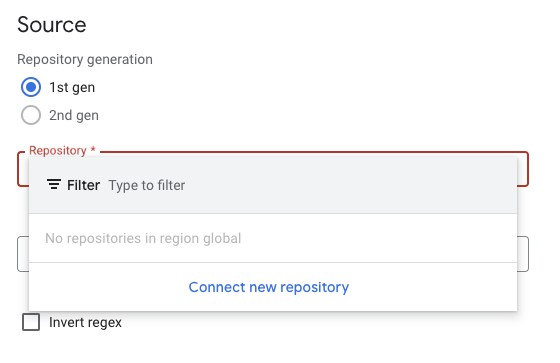 Source
Repository generation
1st gen
2nd gen
Repository *
Filter Type to filter
No repositories in region global
Connect new repository
Invert regex